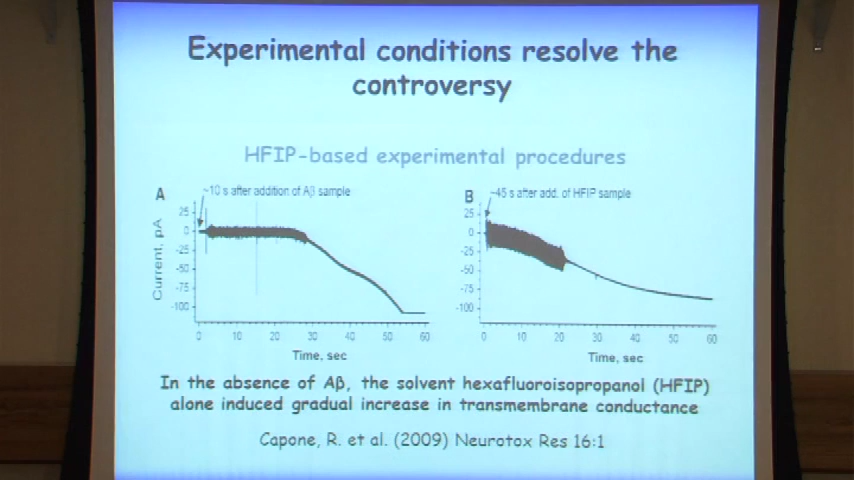 Experimental conditions resolve the
controversy
HFIP-based experimental procedures
A
~10 s after addition of Aβ sample
25
0
-25
-50
-75
-100
Current, pA
0 10 20 30 40 50 60
Time, sec
B
~45 s after add. of HFIP sample
25
0
-25
-50
-75
-100
0 10 20 30 40 50 60
Time, sec
In the absence of Aβ, the solvent hexafluoroisopropanol (HFIP)
alone induced gradual increase in transmembrane conductance
Capone, R. et al. (2009) Neurotox Res 16:1